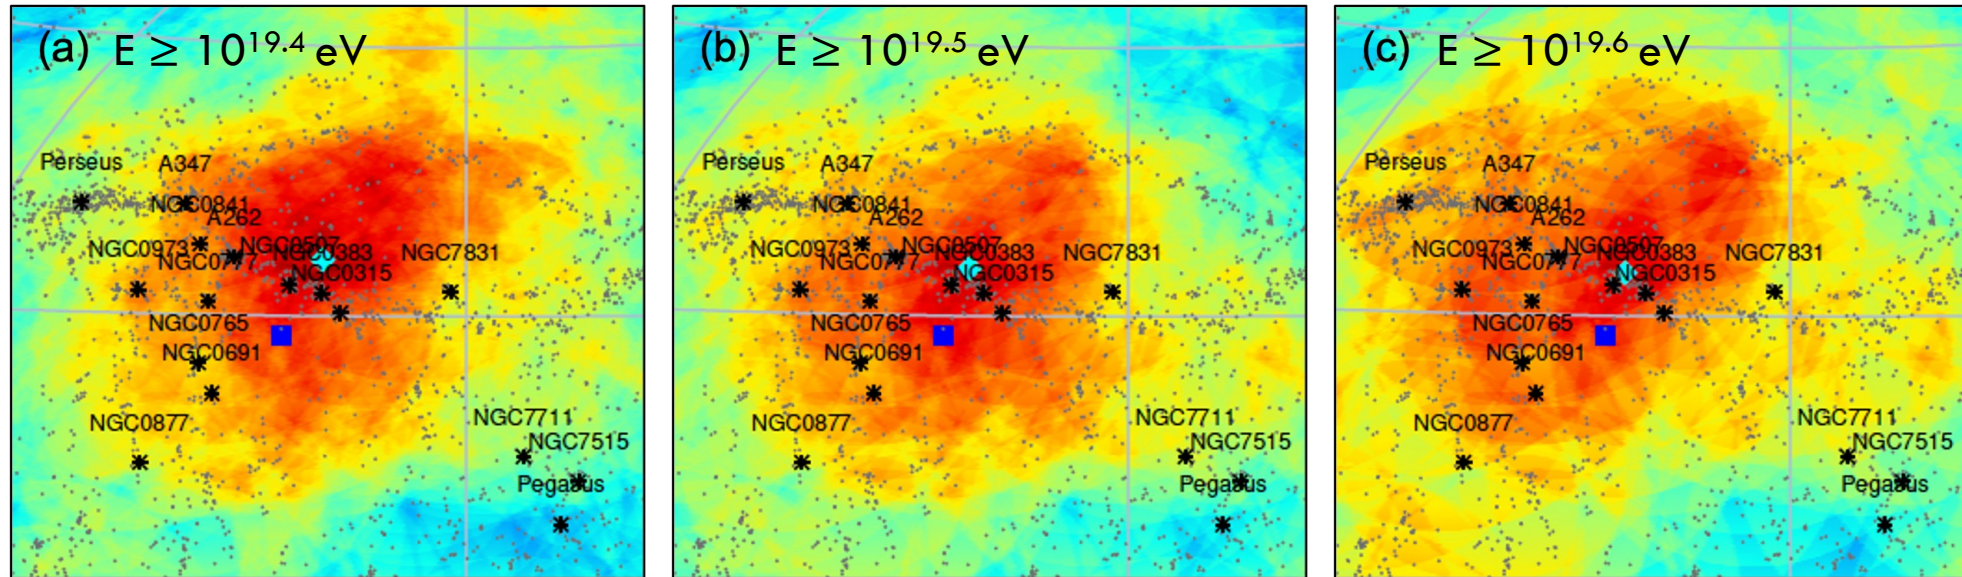 (a) E ≥ 10^19.4 eV
Perseus
A347
NGC0841
A262
NGC0973
NGC0777
NGC0507
NGC0383
NGC7831
NGC0315
NGC0765
NGC0691
NGC0877
NGC7711
NGC7515
Pegasus
(b) E ≥ 10^19.5 eV
Perseus
A347
NGC0841
A262
NGC0973
NGC0777
NGC0507
NGC0383
NGC7831
NGC0315
NGC0765
NGC0691
NGC0877
NGC7711
NGC7515
Pegasus
(c) E ≥ 10^19.6 eV
Perseus
A347
NGC0841
A262
NGC0973
NGC0777
NGC0507
NGC0383
NGC7831
NGC0315
NGC0765
NGC0691
NGC0877
NGC7711
NGC7515
Pegasus